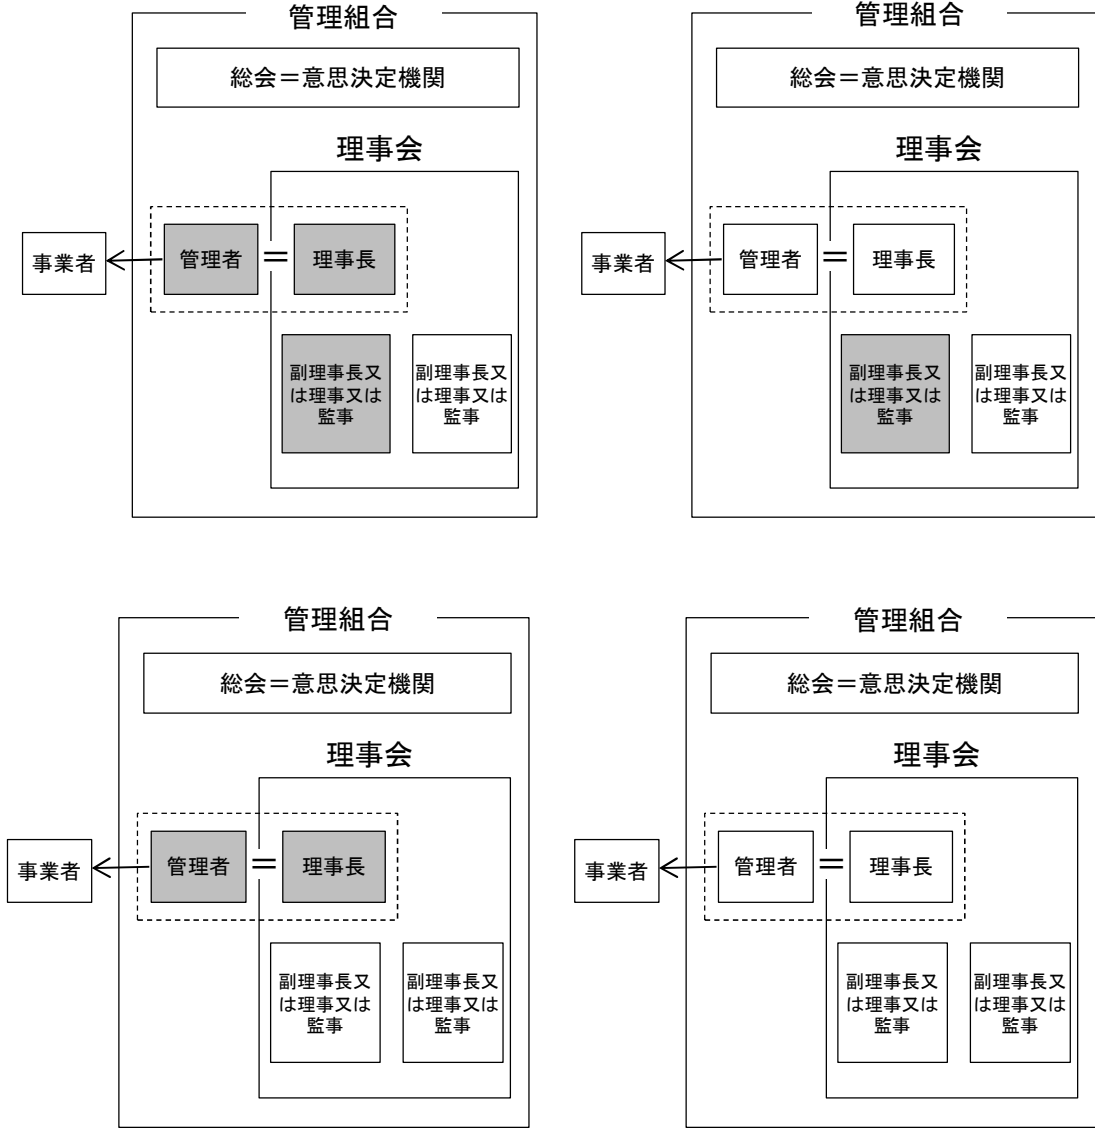 管理組合
総会＝意思決定機関
理事会
事業者
管理者
＝
理事長
副理事長又
は理事又は
監事
副理事長又
は理事又は
監事
管理組合
総会＝意思決定機関
理事会
事業者
管理者
＝
理事長
副理事長又
は理事又は
監事
副理事長又
は理事又は
監事
管理組合
総会＝意思決定機関
理事会
事業者
管理者
＝
理事長
副理事長又
は理事又は
監事
副理事長又
は理事又は
監事
管理組合
総会＝意思決定機関
理事会
事業者
管理者
＝
理事長
副理事長又
は理事又は
監事
副理事長又
は理事又は
監事